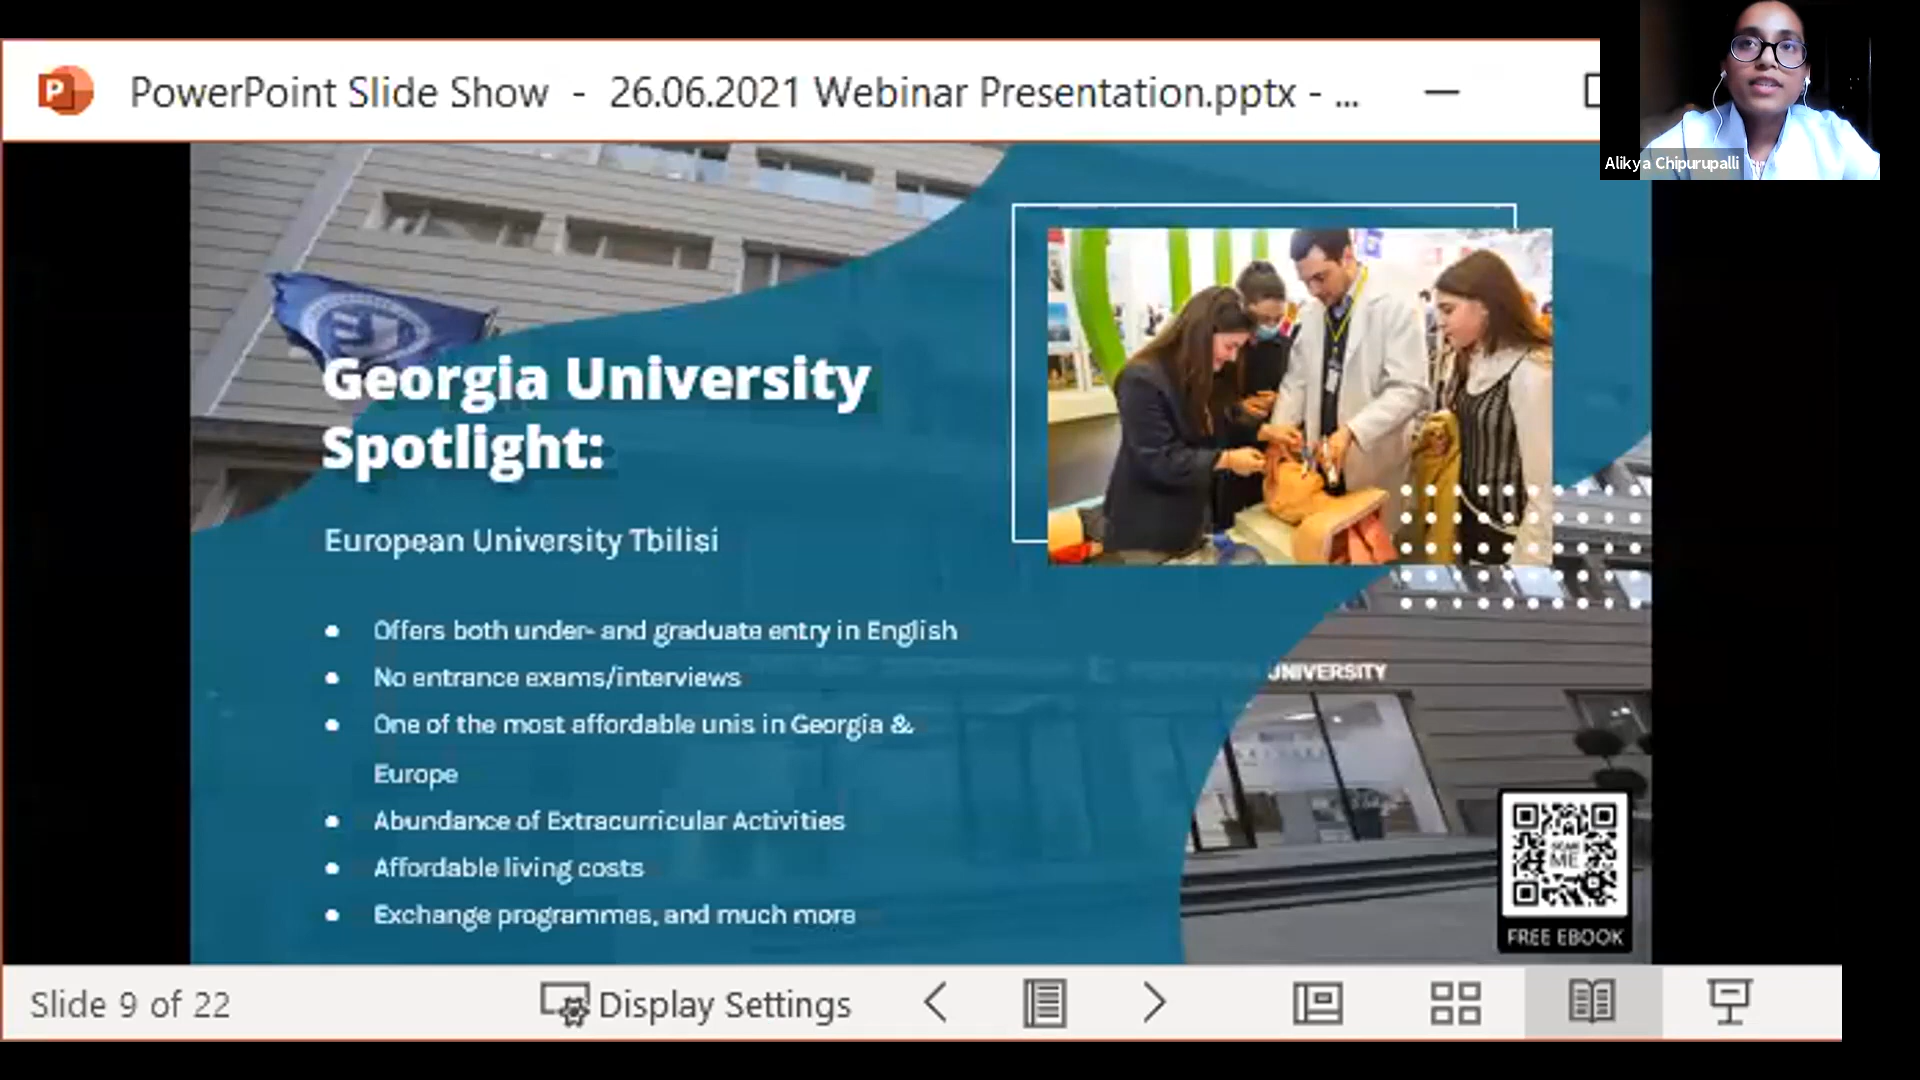 PowerPoint Slide Show - 26.06.2021 Webinar Presentation.pptx - ...
Alikya Chipurupalli
Georgia University
Spotlight:
European University Tbilisi
Offers both under- and graduate entry in English
No entrance exams/interviews
One of the most affordable unis in Georgia &
Europe
Abundance of Extracurricular Activities
Affordable living costs
Exchange programmes, and much more
UNIVERSITY
SCAN
ME
FREE EBOOK
Slide 9 of 22
Display Settings